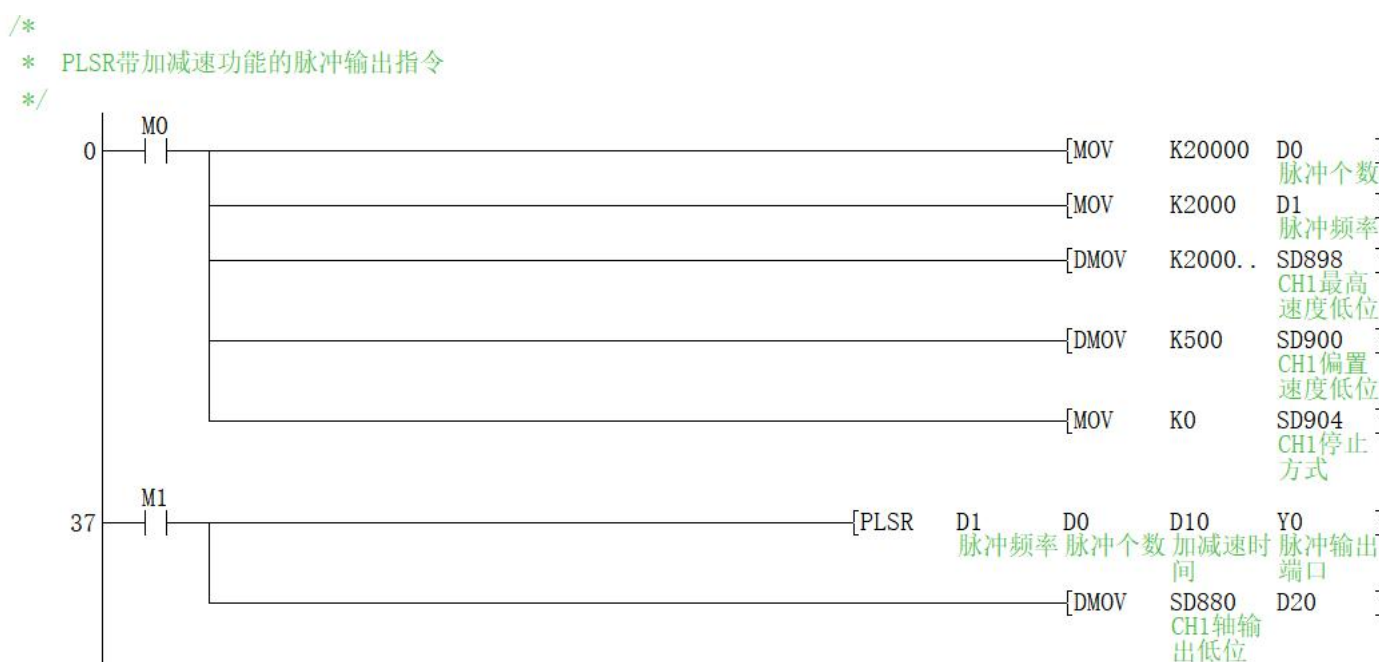 /*
* PLSR带加减速功能的脉冲输出指令
*/
M0
0 [MOV K20000 D0 ]
脉冲个数
[MOV K2000 D1 ]
脉冲频率
[DMOV K2000.. SD898 ]
CH1最高
速度低位
[DMOV K500 SD900 ]
CH1偏置
速度低位
[MOV K0 SD904 ]
CH1停止
方式
M1
37 [PLSR D1 D0 D10 Y0 ]
脉冲频率 脉冲个数 加减速时 脉冲输出
间 端口
[DMOV SD880 D20 ]
CH1轴输
出低位